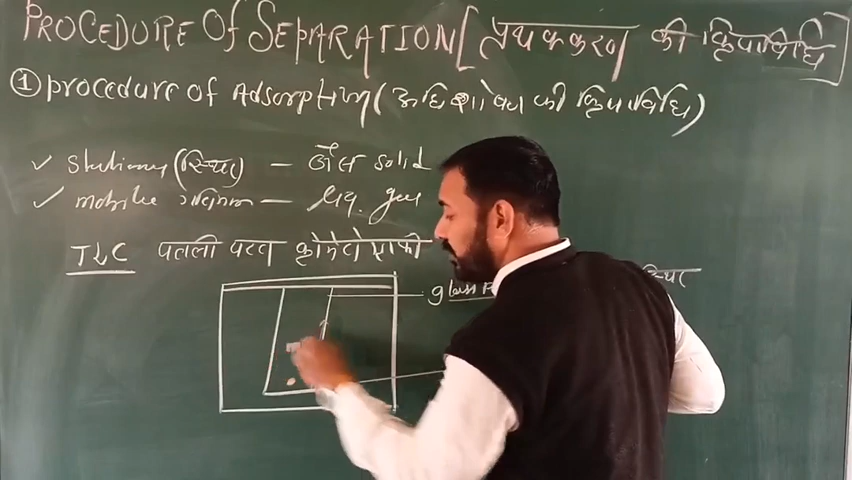 PROCEDURE OF SEPARATION [पृथक्करण की क्रियाविधि]
① procedure of Adsorption (अधिशोषण की क्रियाविधि)
✓ stationary (स्थिर) – जैल solid
✓ mobile गतिमान – liq. gas
TLC पतली परत क्रोमेटोग्राफी
glass
स्थिर